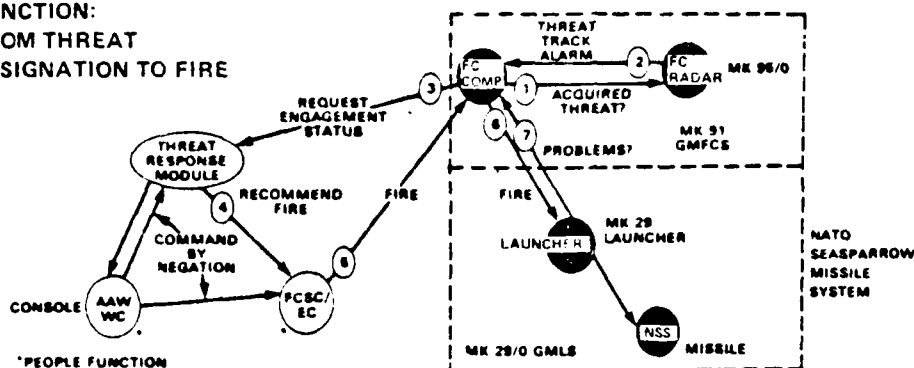 NCTION:
OM THREAT
SIGNATION TO FIRE
THREAT
TRACK
ALARM
FC
COMP
2
FC
RADAR
MK 95/0
3
1
ACQUIRED
THREAT?
REQUEST
ENGAGEMENT
STATUS
6
7
PROBLEMS?
MK 91
GMFCS
THREAT
RESPONSE
MODULE
4
RECOMMEND
FIRE
FIRE
FIRE
COMMAND
BY
NEGATION
LAUNCHER
MK 29
LAUNCHER
NATO
SEASPARROW
MISSILE
SYSTEM
CONSOLE
AAW
WC
*
FCSC/
EC
*
NSS
MISSILE
MK 29/0 GMLS
*PEOPLE FUNCTION